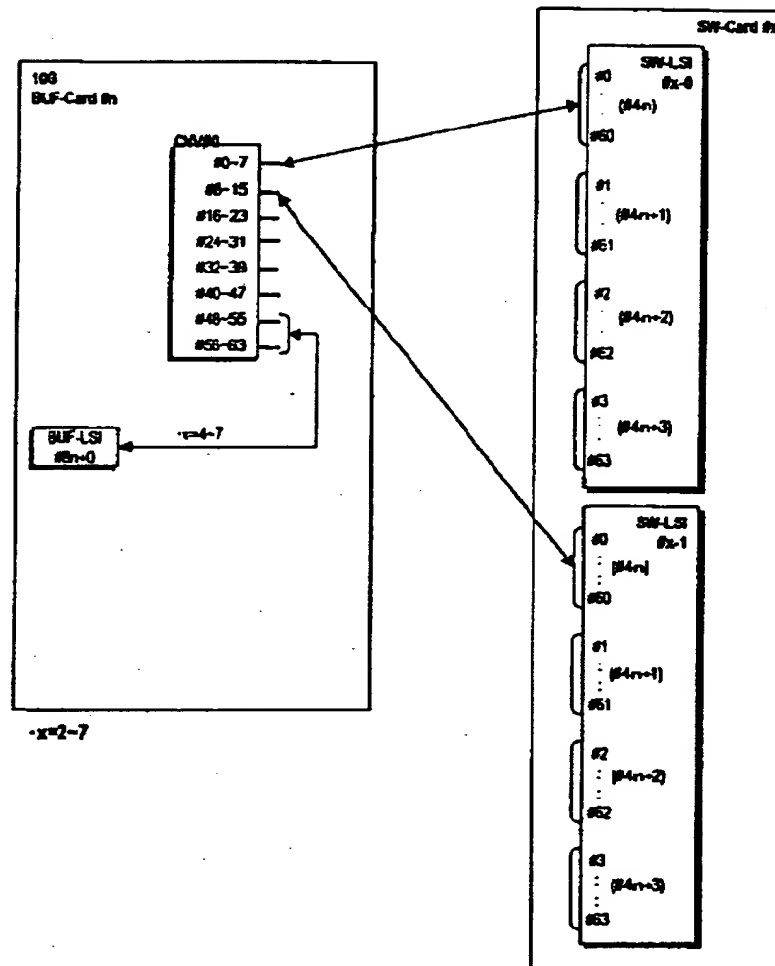 10G
BUF-Card #n
#0~7
#8~15
#16~23
#24~31
#32~39
#40~47
#48~55
#56~63
BUF-LSI
#8n+0
·x=4~7
·x=2~7
SW-Card #x
SW-LSI
#x-0
#0
(#4n)
#60
#1
(#4n+1)
#61
#2
(#4n+2)
#62
#3
(#4n+3)
#63
SW-LSI
#x-1
#0
(#4n)
#60
#1
(#4n+1)
#61
#2
(#4n+2)
#62
#3
(#4n+3)
#63